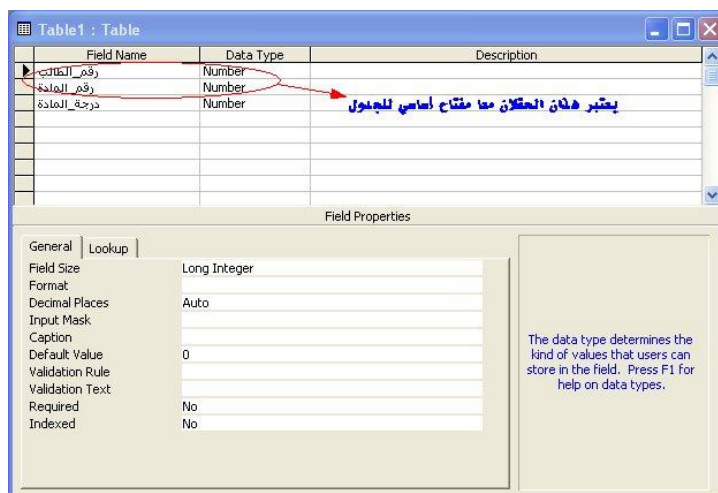 Table1 : Table
Field Name Data Type Description
رقم_الطالب Number
رقم_المادة Number
درجة_المادة Number
يعتبر هذان الحقلان معا مفتاح أساسي للجدول
Field Properties
General Lookup
Field Size Long Integer
Format
Decimal Places Auto
Input Mask
Caption
Default Value 0
Validation Rule
Validation Text
Required No
Indexed No
The data type determines the
kind of values that users can
store in the field. Press F1 for
help on data types.